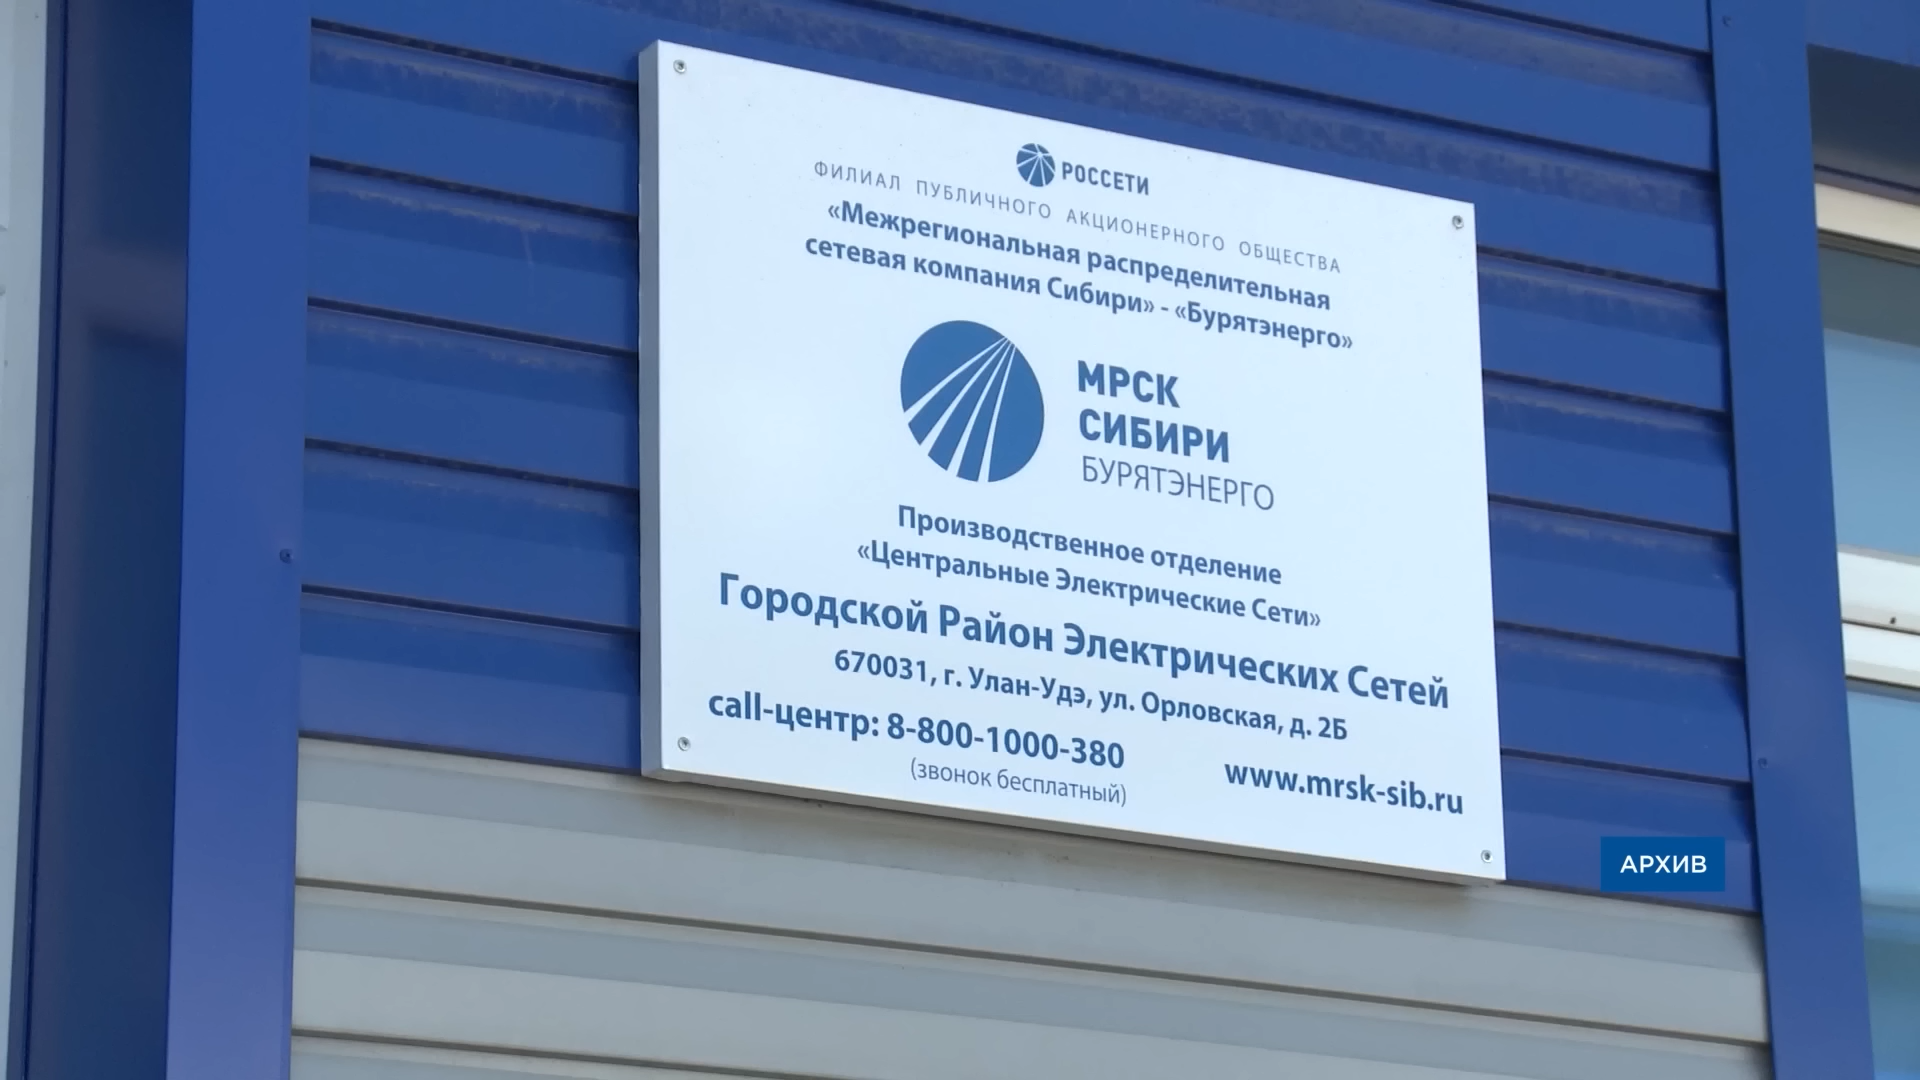 РОССЕТИ
ФИЛИАЛ ПУБЛИЧНОГО АКЦИОНЕРНОГО ОБЩЕСТВА
«Межрегиональная распределительная
сетевая компания Сибири» - «Бурятэнерго»
МРСК
СИБИРИ
БУРЯТЭНЕРГО
Производственное отделение
«Центральные Электрические Сети»
Городской Район Электрических Сетей
670031, г. Улан-Удэ, ул. Орловская, д. 2Б
call-центр: 8-800-1000-380
(звонок бесплатный)
www.mrsk-sib.ru
АРХИВ